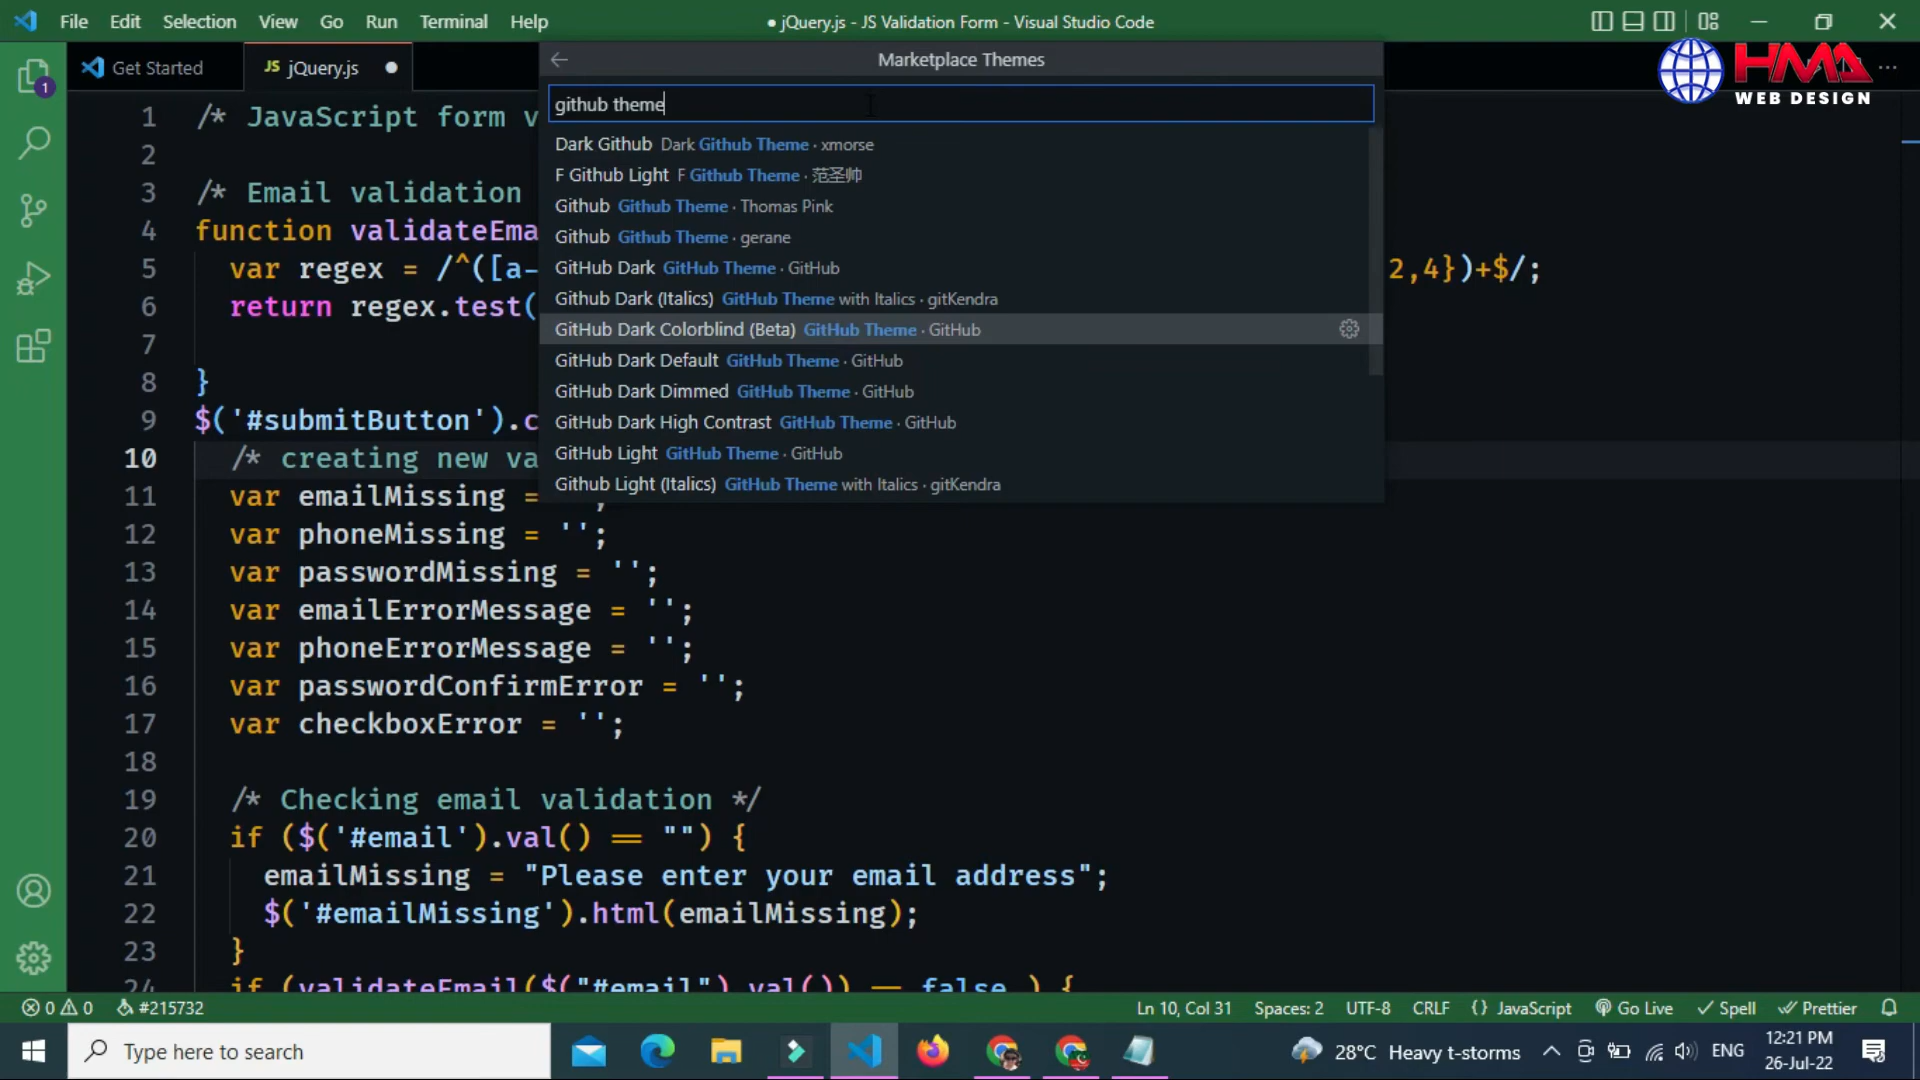 File Edit Selection View Go Run Terminal Help
● jQuery.js - JS Validation Form - Visual Studio Code
Get Started
JS jQuery.js ●
Marketplace Themes
HMA
WEB DESIGN
github theme
Dark Github Dark Github Theme · xmorse
F Github Light F Github Theme · 范圣帅
Github Github Theme · Thomas Pink
Github Github Theme · gerane
GitHub Dark GitHub Theme · GitHub
Github Dark (Italics) GitHub Theme with Italics · gitKendra
GitHub Dark Colorblind (Beta) GitHub Theme · GitHub
GitHub Dark Default GitHub Theme · GitHub
GitHub Dark Dimmed GitHub Theme · GitHub
GitHub Dark High Contrast GitHub Theme · GitHub
GitHub Light GitHub Theme · GitHub
Github Light (Italics) GitHub Theme with Italics · gitKendra
1
1 /* JavaScript form v
2
3 /* Email validation
4 function validateEma
5 var regex = /^([a- 2,4})+$/;
6 return regex.test(
7
8 }
9 $('#submitButton').c
10 /* creating new va
11 var emailMissing = '';
12 var phoneMissing = '';
13 var passwordMissing = '';
14 var emailErrorMessage = '';
15 var phoneErrorMessage = '';
16 var passwordConfirmError = '';
17 var checkboxError = '';
18
19 /* Checking email validation */
20 if ($('#email').val() == "") {
21 emailMissing = "Please enter your email address";
22 $('#emailMissing').html(emailMissing);
23 }
24 if (validateEmail($("#email").val()) == false ) {
0 0 #215732 Ln 10, Col 31 Spaces: 2 UTF-8 CRLF {} JavaScript Go Live Spell Prettier
Type here to search 28°C Heavy t-storms ENG 12:21 PM
26-Jul-22